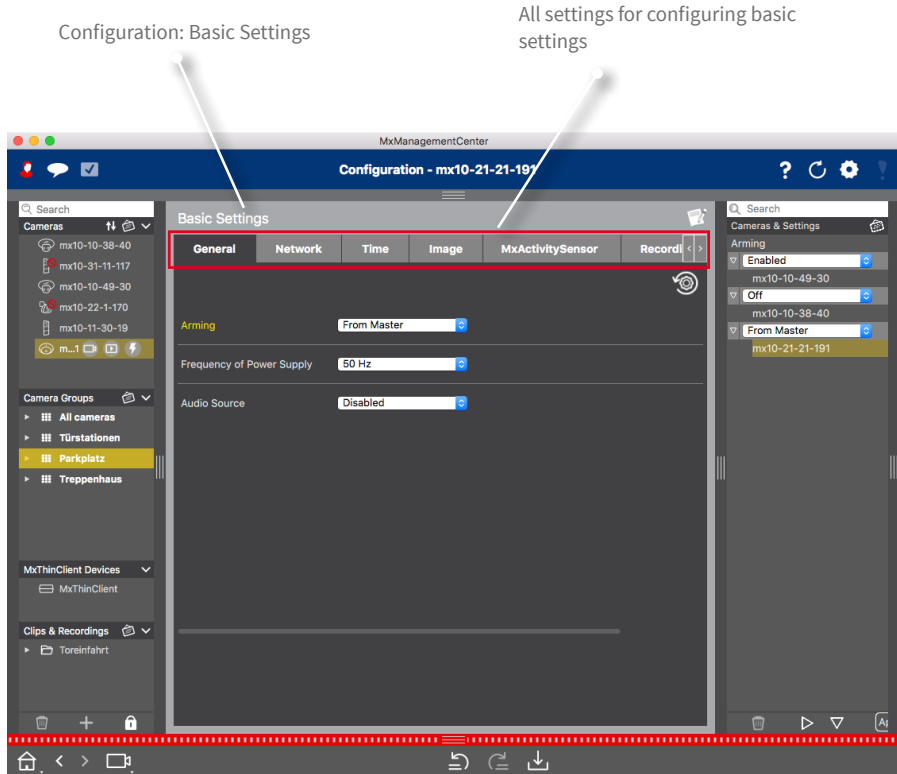 All settings for configuring basic
settings
Configuration: Basic Settings
MxManagementCenter
Configuration - mx10-21-21-191
?
Search
Cameras
mx10-10-38-40
mx10-31-11-117
mx10-10-49-30
mx10-22-1-170
mx10-11-30-19
m...1
Camera Groups
All cameras
Türstationen
Parkplatz
Treppenhaus
MxThinClient Devices
MxThinClient
Clips & Recordings
Toreinfahrt
Basic Settings
General Network Time Image MxActivitySensor Recordi
Arming From Master
Frequency of Power Supply 50 Hz
Audio Source Disabled
Search
Cameras & Settings
Arming
Enabled
mx10-10-49-30
Off
mx10-10-38-40
From Master
mx10-21-21-191